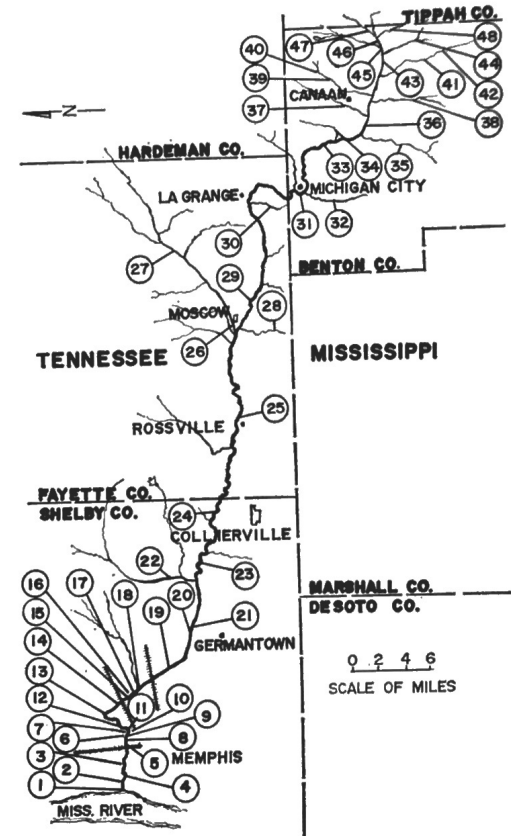 TIPPAH CO.
40
47
46
48
39
45
44
CANAAN
43
41
42
37
36
38
N
HARDEMAN CO.
33
34
35
LA GRANGE
MICHIGAN CITY
31
32
30
27
BENTON CO.
29
28
MOSCOW
26
TENNESSEE
MISSISSIPPI
25
ROSSVILLE
FAYETTE CO.
SHELBY CO.
24
COLLIERVILLE
22
23
16
17
18
20
MARSHALL CO.
DESOTO CO.
15
19
21
14
GERMANTOWN
13
0 2 4 6
SCALE OF MILES
12
11
10
7
9
6
8
3
5
MEMPHIS
2
4
1
MISS. RIVER